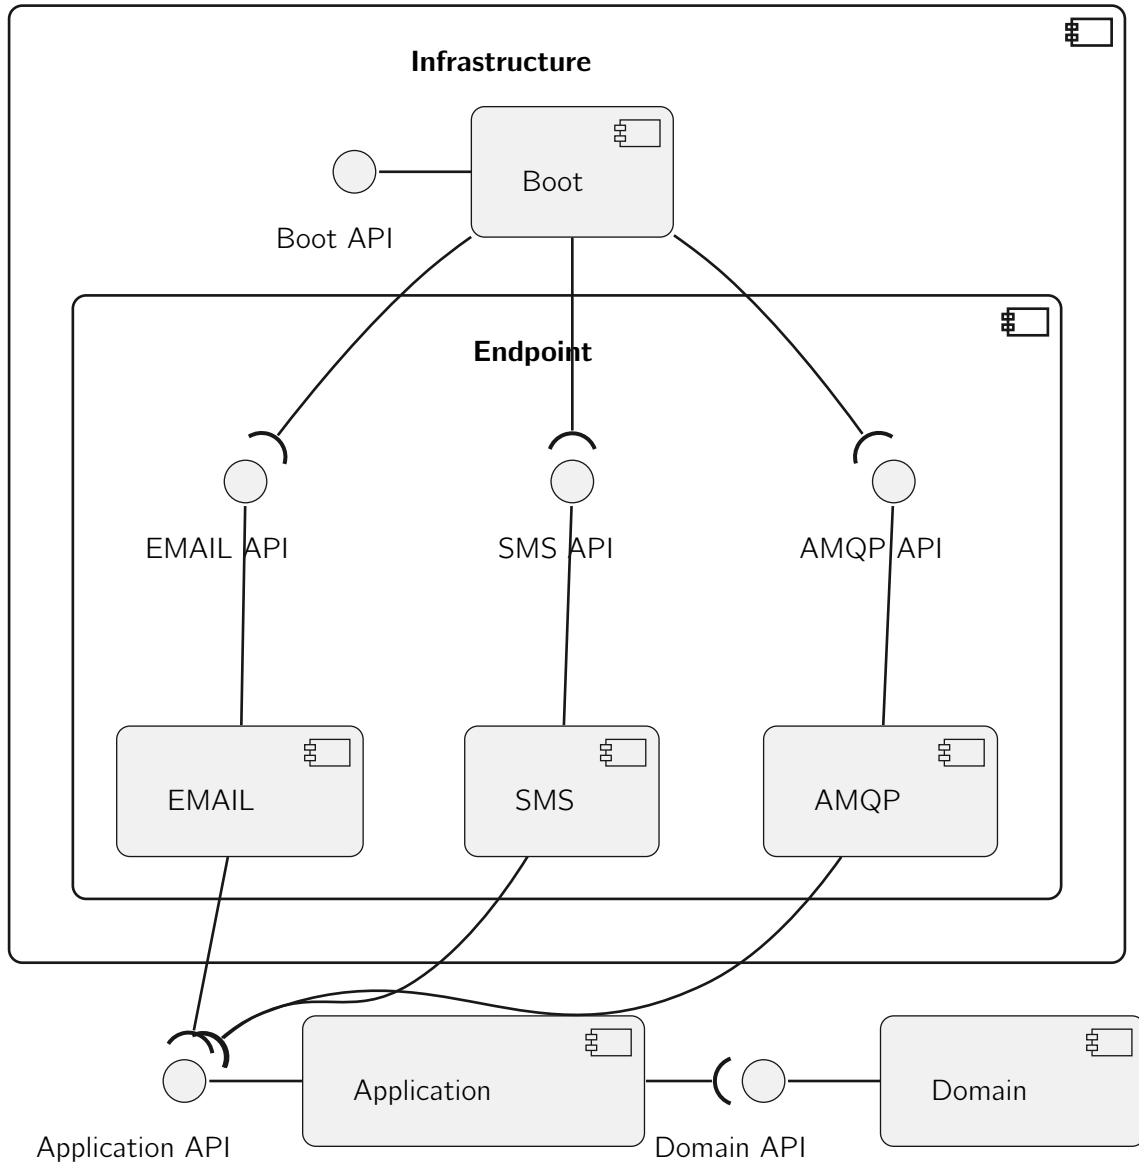 Infrastructure
Boot
Boot API
Endpoint
EMAIL API
SMS API
AMQP API
EMAIL
SMS
AMQP
Application
Domain
Application API
Domain API